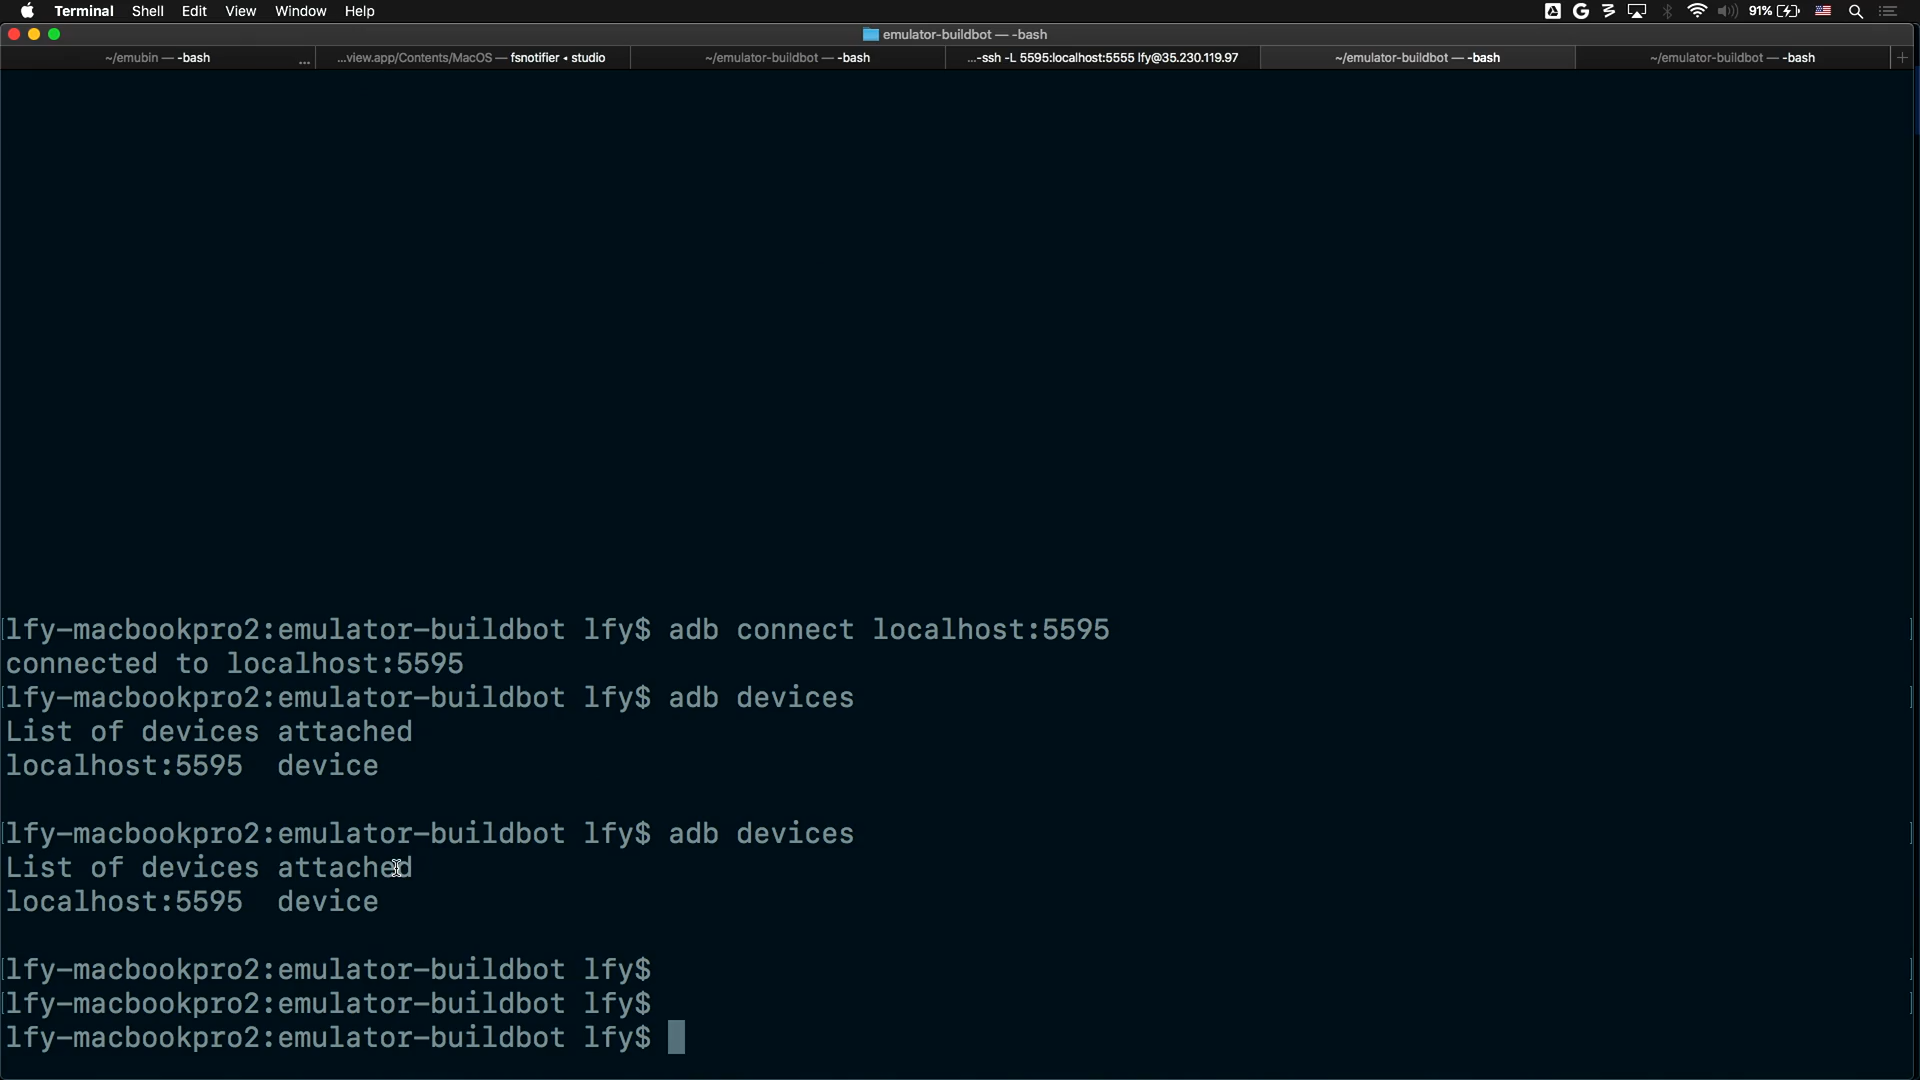 Terminal Shell Edit View Window Help 91%
emulator-buildbot — -bash
~/emubin — -bash ... ...view.app/Contents/MacOS — fsnotifier ◂ studio ~/emulator-buildbot — -bash ...-ssh -L 5595:localhost:5555 lfy@35.230.119.97 ~/emulator-buildbot — -bash ~/emulator-buildbot — -bash +
[lfy-macbookpro2:emulator-buildbot lfy$ adb connect localhost:5595 ]
connected to localhost:5595
[lfy-macbookpro2:emulator-buildbot lfy$ adb devices ]
List of devices attached
localhost:5595 device
[lfy-macbookpro2:emulator-buildbot lfy$ adb devices ]
List of devices attached
localhost:5595 device
[lfy-macbookpro2:emulator-buildbot lfy$ ]
[lfy-macbookpro2:emulator-buildbot lfy$ ]
lfy-macbookpro2:emulator-buildbot lfy$